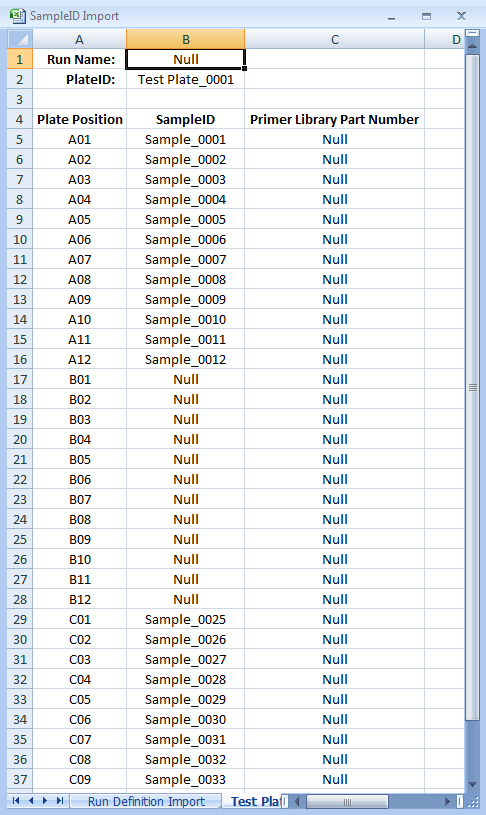 SampleID Import
A B C D
1 Run Name: Null
2 PlateID: Test Plate_0001
3
4 Plate Position SampleID Primer Library Part Number
5 A01 Sample_0001 Null
6 A02 Sample_0002 Null
7 A03 Sample_0003 Null
8 A04 Sample_0004 Null
9 A05 Sample_0005 Null
10 A06 Sample_0006 Null
11 A07 Sample_0007 Null
12 A08 Sample_0008 Null
13 A09 Sample_0009 Null
14 A10 Sample_0010 Null
15 A11 Sample_0011 Null
16 A12 Sample_0012 Null
17 B01 Null Null
18 B02 Null Null
19 B03 Null Null
20 B04 Null Null
21 B05 Null Null
22 B06 Null Null
23 B07 Null Null
24 B08 Null Null
25 B09 Null Null
26 B10 Null Null
27 B11 Null Null
28 B12 Null Null
29 C01 Sample_0025 Null
30 C02 Sample_0026 Null
31 C03 Sample_0027 Null
32 C04 Sample_0028 Null
33 C05 Sample_0029 Null
34 C06 Sample_0030 Null
35 C07 Sample_0031 Null
36 C08 Sample_0032 Null
37 C09 Sample_0033 Null
Run Definition Import Test Pla